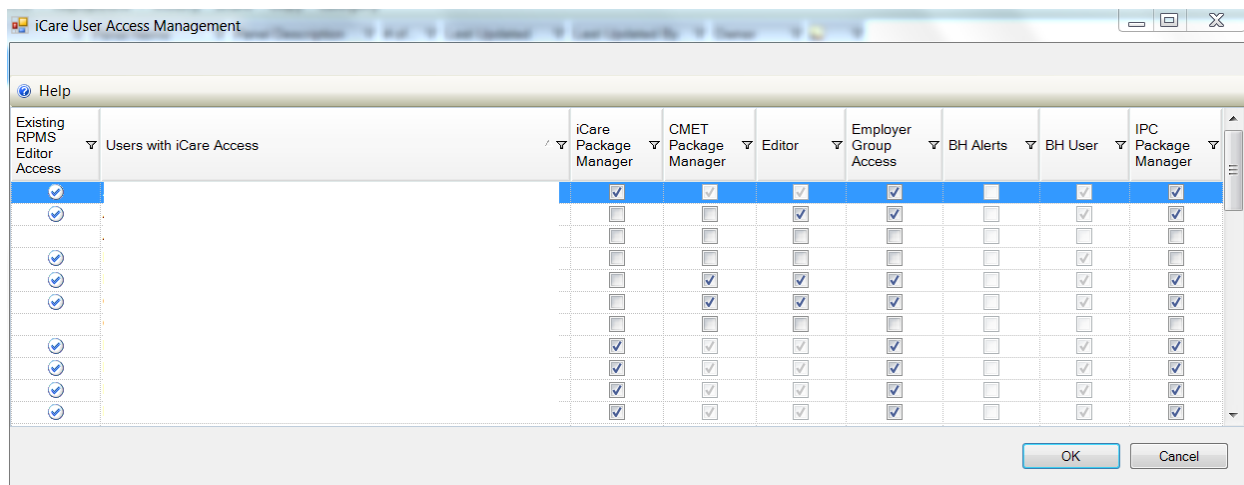 iCare User Access Management
Help
Existing
RPMS
Editor
Access
Users with iCare Access
iCare
Package
Manager
CMET
Package
Manager
Editor
Employer
Group
Access
BH Alerts
BH User
IPC
Package
Manager
OK
Cancel